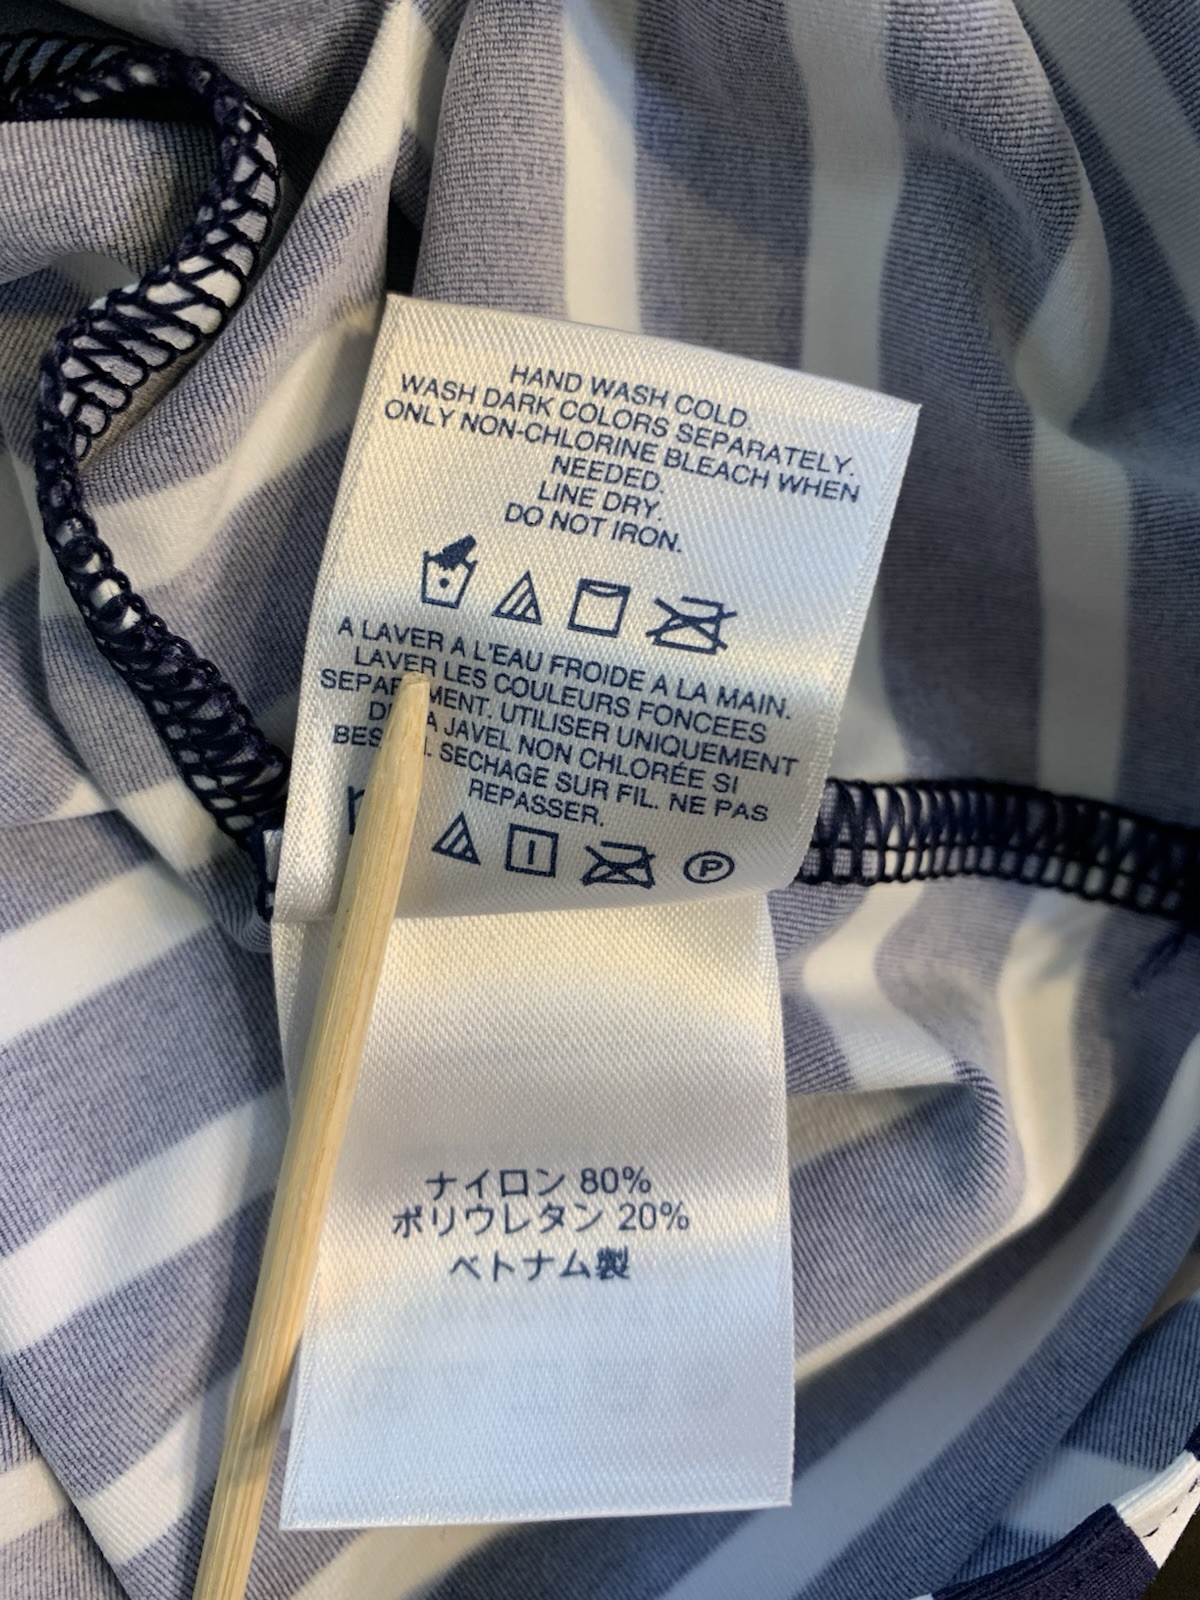 HAND WASH COLD.
WASH DARK COLORS SEPARATELY.
ONLY NON-CHLORINE BLEACH WHEN
NEEDED.
LINE DRY.
DO NOT IRON.
A LAVER A L'EAU FROIDE A LA MAIN.
LAVER LES COULEURS FONCEES
MENT. UTILISER UNIQUEMENT
JAVEL NON CHLORÉE SI
SECHAGE SUR FIL. NE PAS
REPASSER.
P
ナイロン 80%
ポリウレタン 20%
ベトナム製